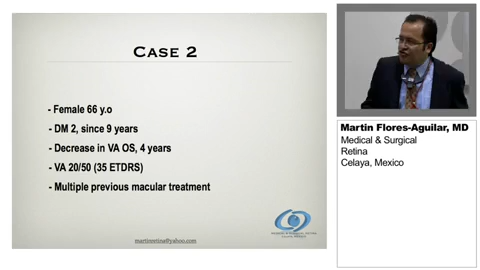 CASE 2
- Female 66 y.o
- DM 2, since 9 years
- Decrease in VA OS, 4 years
- VA 20/50 (35 ETDRS)
- Multiple previous macular treatment
martinretina@yahoo.com
Martin Flores-Aguilar, MD
Medical & Surgical
Retina
Celaya, Mexico